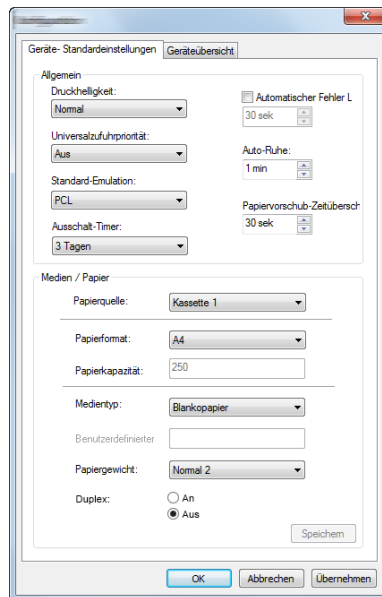 Geräte- Standardeinstellungen Geräteübersicht
Allgemein
Druckhelligkeit:
Normal
Automatischer Fehler L
30 sek
Universalzufuhrpriorität:
Aus
Auto-Ruhe:
1 min
Standard-Emulation:
PCL
Papiervorschub-Zeitübersch
30 sek
Ausschalt-Timer:
3 Tagen
Medien / Papier
Papierquelle: Kassette 1
Papierformat: A4
Papierkapazität: 250
Medientyp: Blankopapier
Benutzerdefinierter
Papiergewicht: Normal 2
Duplex: An
Aus
Speichern
OK Abbrechen Übernehmen